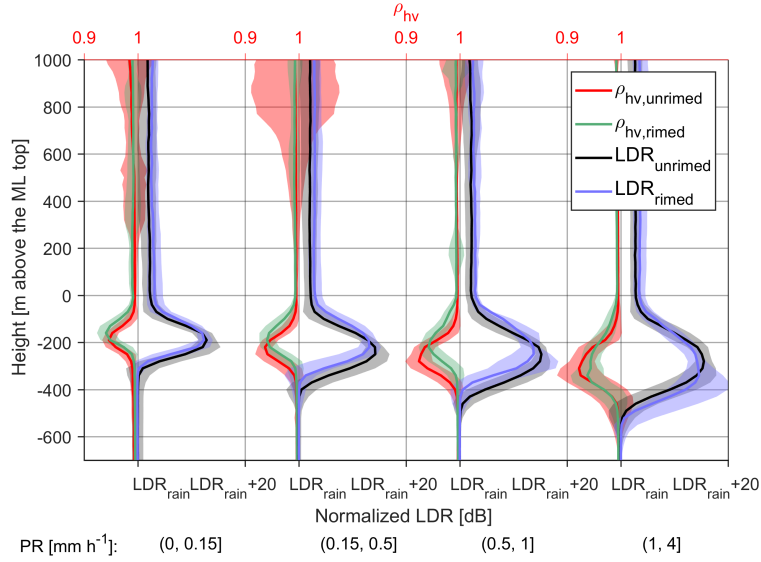 ρhv
0.9 1 0.9 1 0.9 1 0.9 1
1000
800
600
400
200
0
-200
-400
-600
Height [m above the ML top]
ρhv,unrimed
ρhv,rimed
LDRunrimed
LDRrimed
LDRrain LDRrain+20 LDRrain LDRrain+20 LDRrain LDRrain+20 LDRrain LDRrain+20
Normalized LDR [dB]
PR [mm h-1]: (0, 0.15] (0.15, 0.5] (0.5, 1] (1, 4]